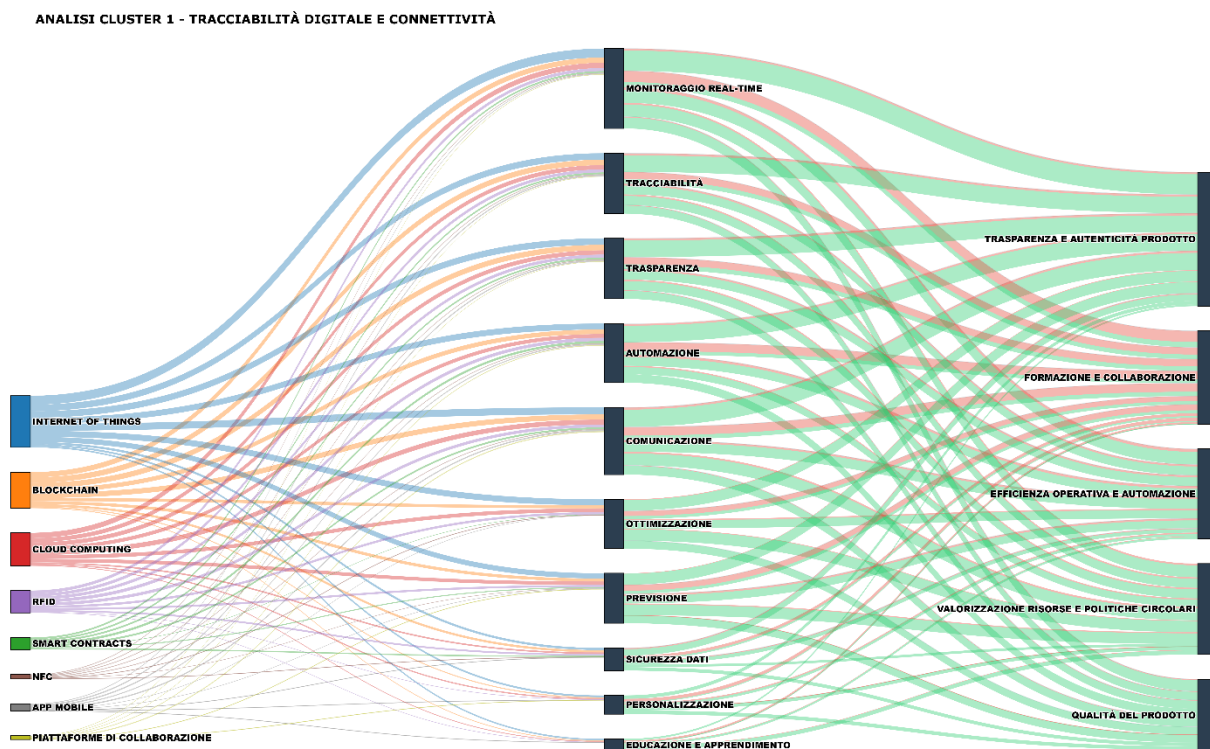 ANALISI CLUSTER 1 - TRACCIABILITÀ DIGITALE E CONNETTIVITÀ
INTERNET OF THINGS
BLOCKCHAIN
CLOUD COMPUTING
RFID
SMART CONTRACTS
NFC
APP MOBILE
PIATTAFORME DI COLLABORAZIONE
MONITORAGGIO REAL-TIME
TRACCIABILITÀ
TRASPARENZA
AUTOMAZIONE
COMUNICAZIONE
OTTIMIZZAZIONE
PREVISIONE
SICUREZZA DATI
PERSONALIZZAZIONE
EDUCAZIONE E APPRENDIMENTO
TRASPARENZA E AUTENTICITÀ PRODOTTO
FORMAZIONE E COLLABORAZIONE
EFFICIENZA OPERATIVA E AUTOMAZIONE
VALORIZZAZIONE RISORSE E POLITICHE CIRCOLARI
QUALITÀ DEL PRODOTTO